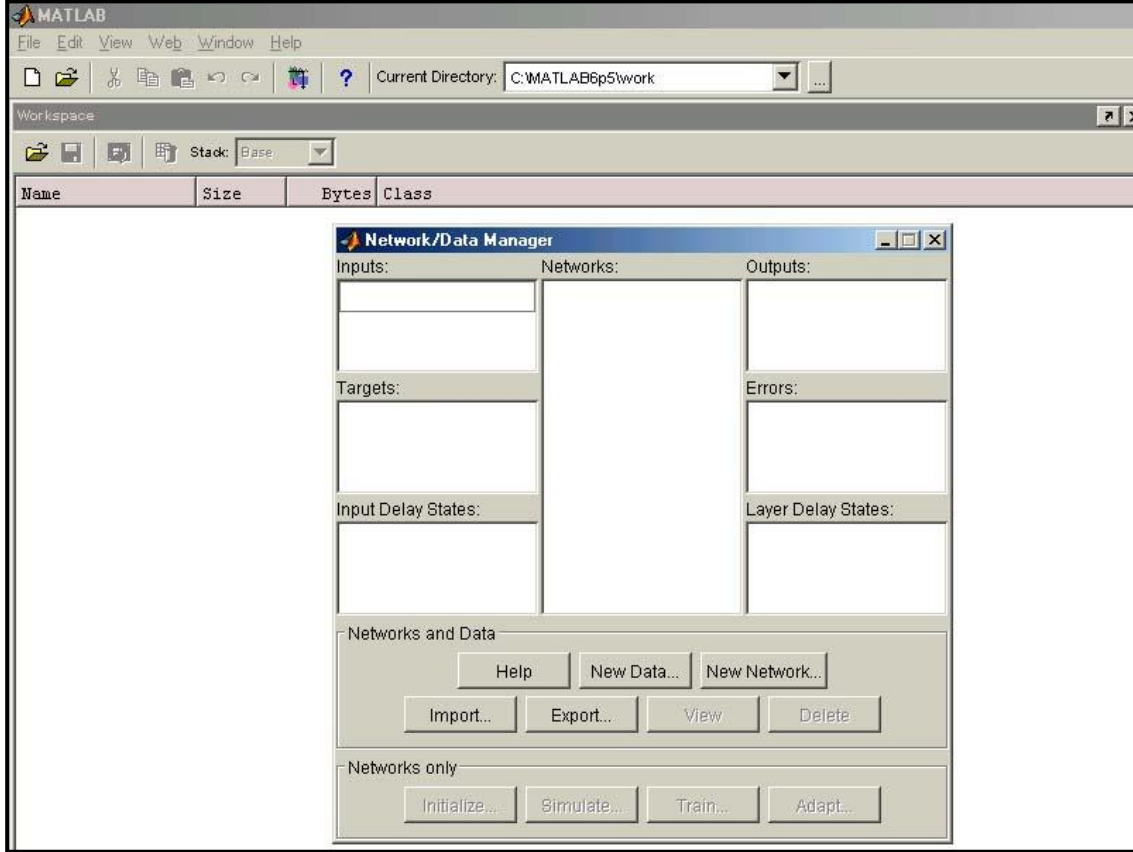 MATLAB
File Edit View Web Window Help
Current Directory: C:\MATLAB6p5\work ...
Workspace
Stack: Base
Name Size Bytes Class
Network/Data Manager
Inputs: Networks: Outputs:
Targets: Errors:
Input Delay States: Layer Delay States:
Networks and Data
Help New Data... New Network...
Import... Export... View Delete
Networks only
Initialize... Simulate... Train... Adapt...